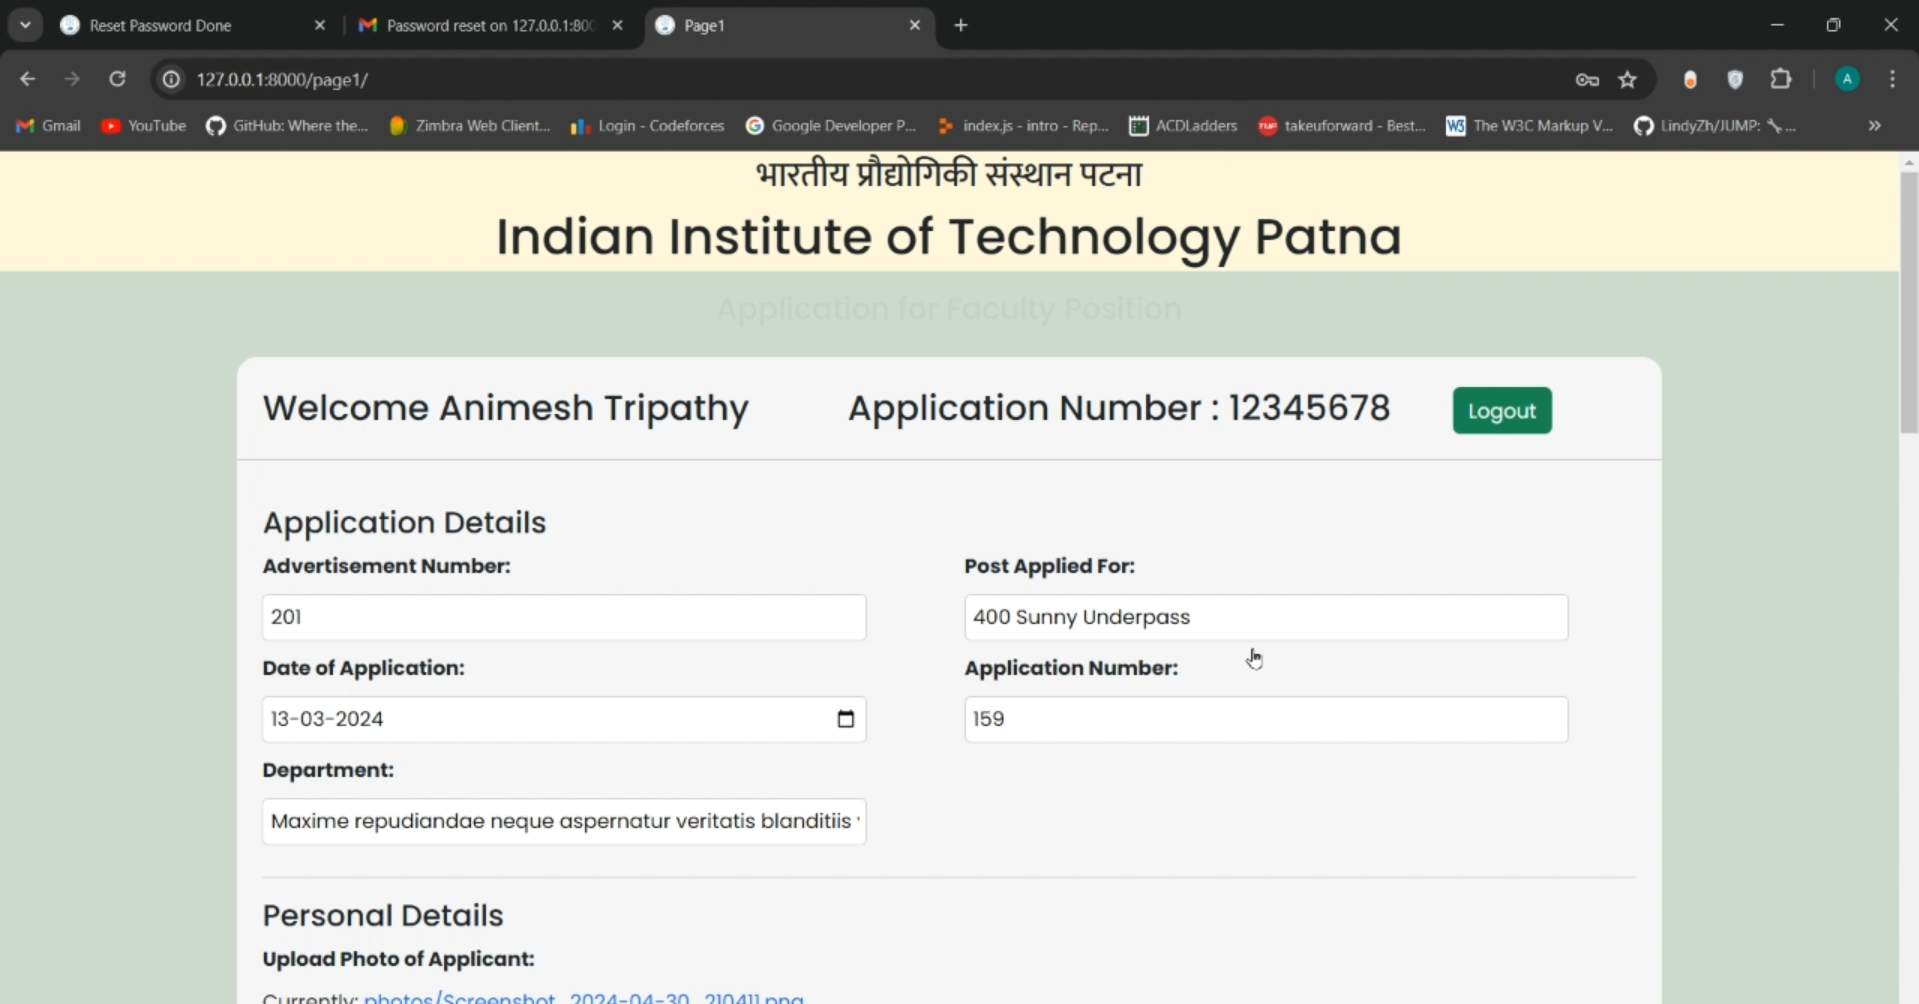 Reset Password Done
Password reset on 127.0.0.1:800
Page1
127.0.0.1:8000/page1/
A
Gmail
YouTube
GitHub: Where the...
Zimbra Web Client...
Login - Codeforces
Google Developer P...
index.js - intro - Rep...
ACDLadders
TUF
takeuforward - Best...
W3
The W3C Markup V...
LindyZh/JUMP: ...
भारतीय प्रौद्योगिकी संस्थान पटना
Indian Institute of Technology Patna
Application for Faculty Position
Welcome Animesh Tripathy
Application Number : 12345678
Logout
Application Details
Advertisement Number:
Post Applied For:
201
400 Sunny Underpass
Date of Application:
Application Number:
13-03-2024
159
Department:
Maxime repudiandae neque aspernatur veritatis blanditiis
Personal Details
Upload Photo of Applicant:
Currently: photos/Screenshot_2024-04-30_210411.png